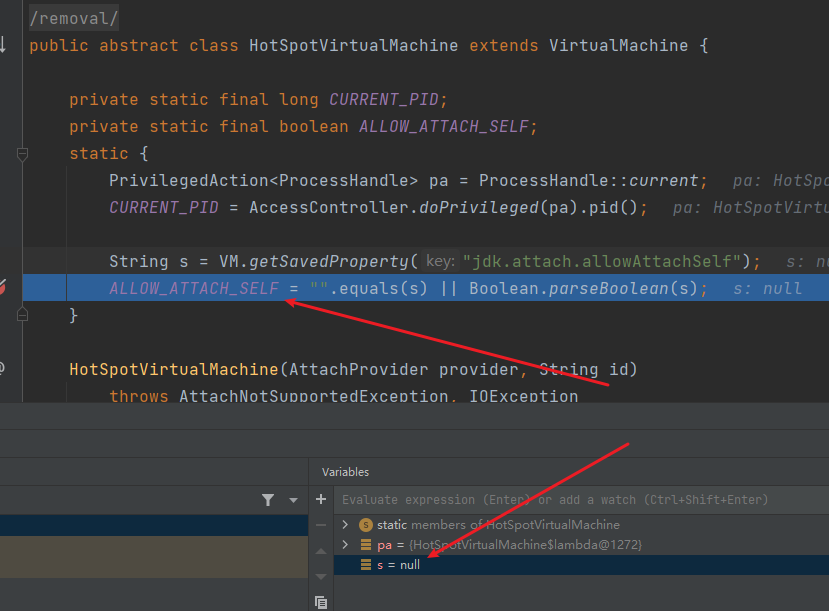 /removal/
public abstract class HotSpotVirtualMachine extends VirtualMachine {
private static final long CURRENT_PID;
private static final boolean ALLOW_ATTACH_SELF;
static {
PrivilegedAction<ProcessHandle> pa = ProcessHandle::current; pa: HotSpo
CURRENT_PID = AccessController.doPrivileged(pa).pid(); pa: HotSpotVirtu
String s = VM.getSavedProperty( key: "jdk.attach.allowAttachSelf"); s: nu
ALLOW_ATTACH_SELF = "".equals(s) || Boolean.parseBoolean(s); s: null
}
HotSpotVirtualMachine(AttachProvider provider, String id)
throws AttachNotSupportedException, IOException
Variables
Evaluate expression (Enter) or add a watch (Ctrl+Shift+Enter)
static members of HotSpotVirtualMachine
pa = {HotSpotVirtualMachine$lambda@1272}
s = null